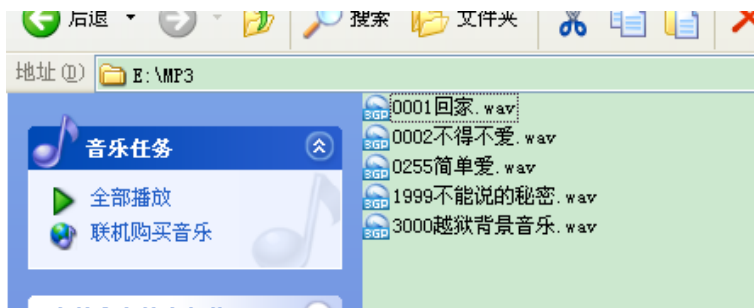 后退 搜索 文件夹
地址(D) E:\MP3
音乐任务
全部播放
联机购买音乐
0001回家.wav
0002不得不爱.wav
0255简单爱.wav
1999不能说的秘密.wav
3000越狱背景音乐.wav